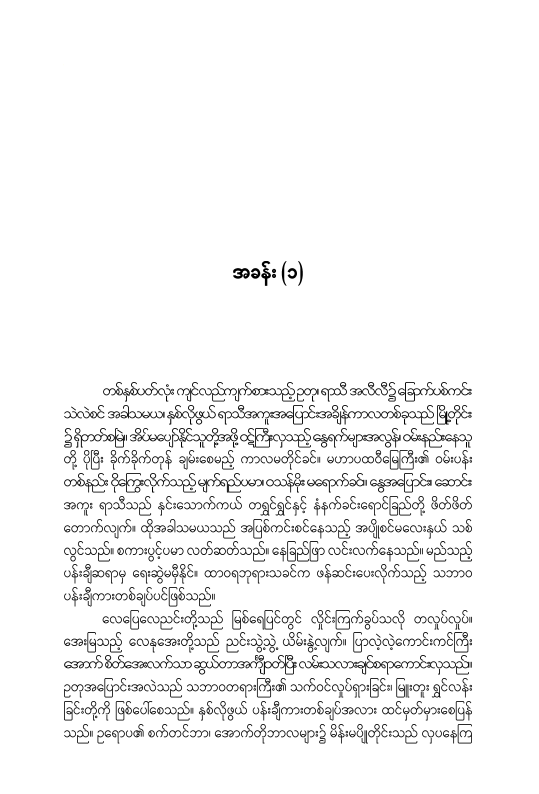 အခန်း (၁)
တစ်နှစ်ပတ်လုံး ကျင်လည်ကျက်စားသည့် ဥတု၊ ရာသီ အလီလီ၌ ခြောက်ပစ်ကင်း
သဲလဲစင် အခါသမယ၊ နှစ်လိုဖွယ် ရာသီအကူးအပြောင်းအချိန်ကာလတစ်ခုသည် မြို့တိုင်း
၌ ရှိတတ်စမြဲ။ အိပ်မပျော်နိုင်သူတို့အဖို့ ဝဋ်ကြီးလှသည့် နွေရက်များအလွန်၊ ဝမ်းနည်းနေသူ
တို့ ပိုပြီး ခိုက်ခိုက်တုန် ချမ်းစေမည့် ကာလမတိုင်ခင်။ မဟာပထဝီမြေကြီး၏ ဝမ်းပန်း
တစ်နည်း ငိုကြွေးလိုက်သည့် မျက်ရည်ပမာ၊ ဝသန်မိုး မရောက်ခင်၊ နွေအပြောင်း၊ ဆောင်း
အကူး ရာသီသည် နှင်းသောက်ကယ် တရွှင်ရွှင်နှင့် နံနက်ခင်းရောင်ခြည်တို့ ဖိတ်ဖိတ်
တောက်လျက်။ ထိုအခါသမယသည် အပြစ်ကင်းစင်နေသည့် အပျိုစင်မလေးနှယ် သစ်
လွင်သည်။ စကားပွင့်ပမာ လတ်ဆတ်သည်။ နေခြည်ဖြာ လင်းလက်နေသည်။ မည်သည့်
ပန်းချီဆရာမှ ရေးဆွဲမမှီနိုင်။ ထာဝရဘုရားသခင်က ဖန်ဆင်းပေးလိုက်သည့် သဘာဝ
ပန်းချီကားတစ်ချပ်ပင်ဖြစ်သည်။
လေပြေလေညင်းတို့သည် မြစ်ရေပြင်တွင် လှိုင်းကြက်ခွပ်သလို တလှုပ်လှုပ်။
အေးမြသည့် လေနုအေးတို့သည် ညင်းသွဲ့သွဲ့ ယိမ်းနွဲ့လျက်။ ပြာလဲ့လဲ့ကောင်းကင်ကြီး
အောက် စိတ်အေးလက်သာ ဆွယ်တာအင်္ကျီဝတ်ပြီး လမ်းသလားချင်စရာကောင်းလှသည်။
ဥတုအပြောင်းအလဲသည် သဘာဝတရားကြီး၏ သက်ဝင်လှုပ်ရှားခြင်း၊ မြူးတူး ရွှင်လန်း
ခြင်းတို့ကို ဖြစ်ပေါ်စေသည်။ နှစ်လိုဖွယ် ပန်းချီကားတစ်ချပ်အလား ထင်မှတ်မှားစေပြန်
သည်။ ဥရောပ၏ စက်တင်ဘာ၊ အောက်တိုဘာလများ၌ မိန်းမပျိုတိုင်းသည် လှပနေကြ